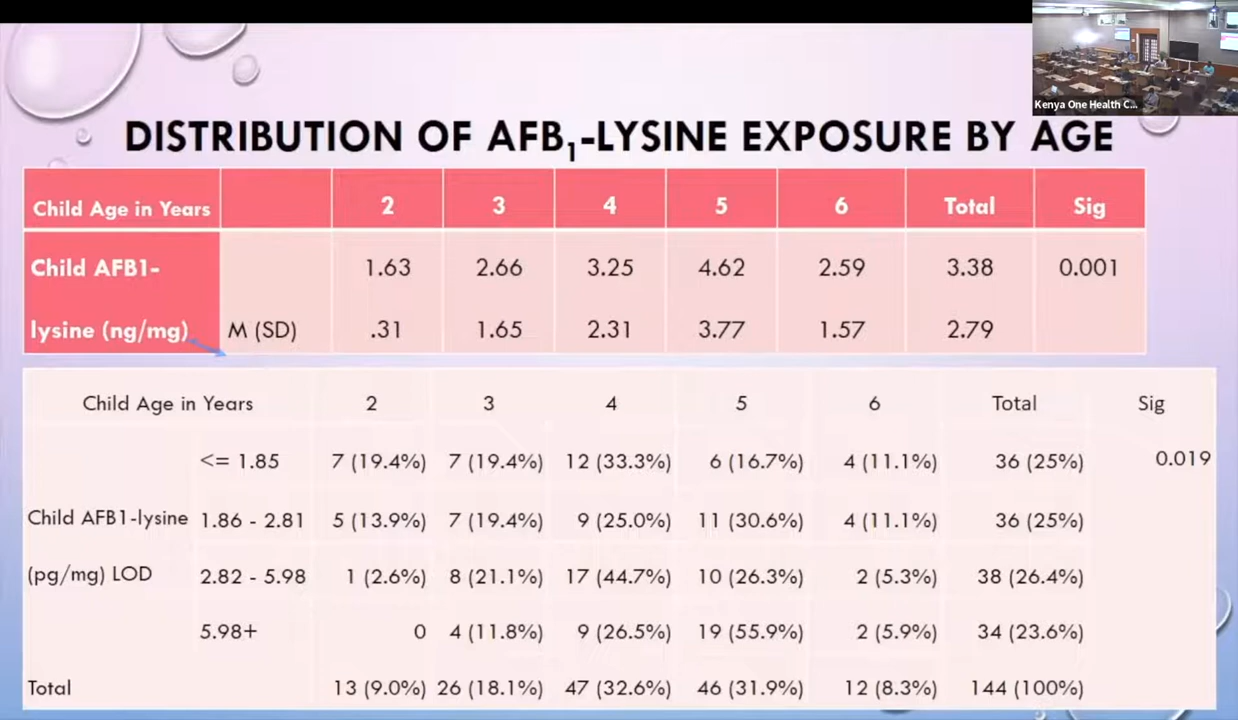 Kenya One Health C...
DISTRIBUTION OF AFB1-LYSINE EXPOSURE BY AGE
Child Age in Years 2 3 4 5 6 Total Sig
Child AFB1- 1.63 2.66 3.25 4.62 2.59 3.38 0.001
lysine (ng/mg) M (SD) .31 1.65 2.31 3.77 1.57 2.79
Child Age in Years 2 3 4 5 6 Total Sig
<= 1.85 7 (19.4%) 7 (19.4%) 12 (33.3%) 6 (16.7%) 4 (11.1%) 36 (25%) 0.019
Child AFB1-lysine 1.86 - 2.81 5 (13.9%) 7 (19.4%) 9 (25.0%) 11 (30.6%) 4 (11.1%) 36 (25%)
(pg/mg) LOD 2.82 - 5.98 1 (2.6%) 8 (21.1%) 17 (44.7%) 10 (26.3%) 2 (5.3%) 38 (26.4%)
5.98+ 0 4 (11.8%) 9 (26.5%) 19 (55.9%) 2 (5.9%) 34 (23.6%)
Total 13 (9.0%) 26 (18.1%) 47 (32.6%) 46 (31.9%) 12 (8.3%) 144 (100%)